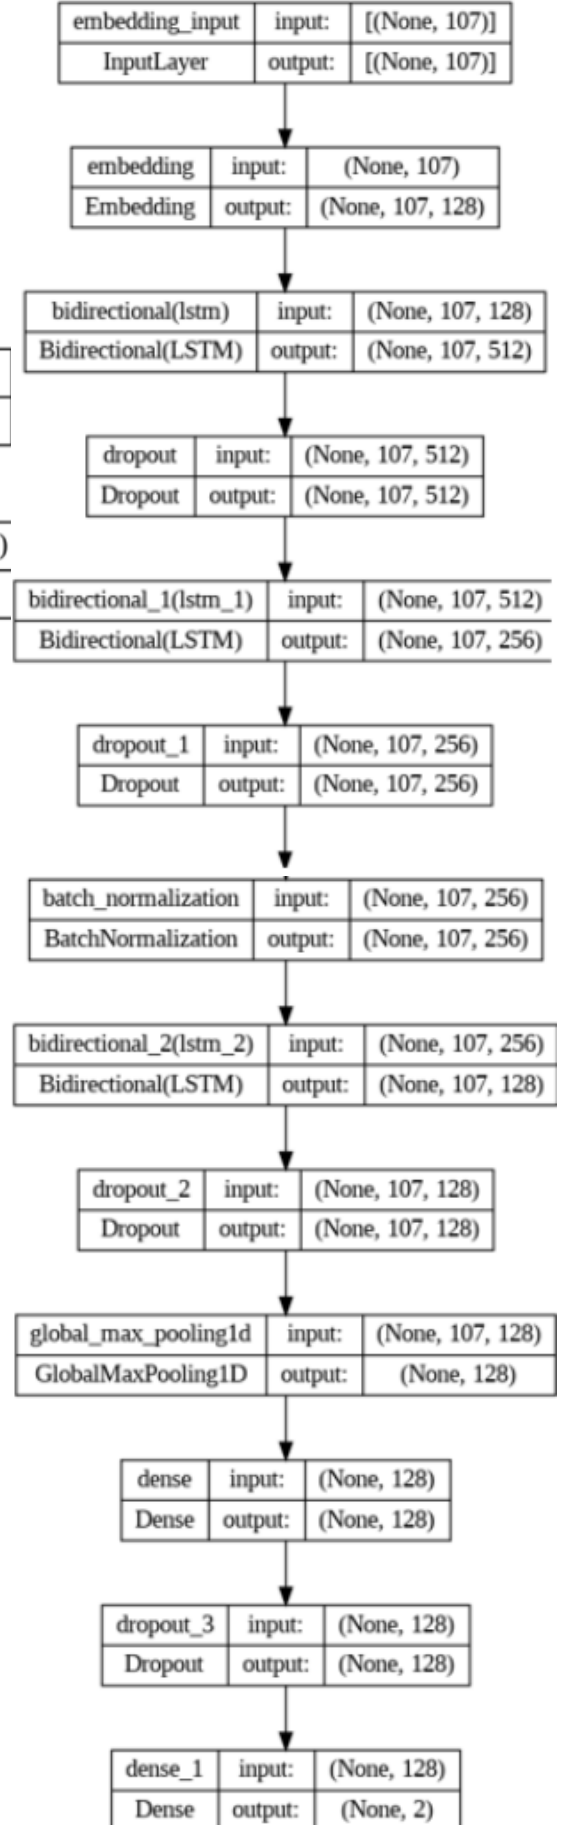 embedding_input input: [(None, 107)]
InputLayer output: [(None, 107)]
embedding input: (None, 107)
Embedding output: (None, 107, 128)
bidirectional(lstm) input: (None, 107, 128)
Bidirectional(LSTM) output: (None, 107, 512)
dropout input: (None, 107, 512)
Dropout output: (None, 107, 512)
)
bidirectional_1(lstm_1) input: (None, 107, 512)
Bidirectional(LSTM) output: (None, 107, 256)
dropout_1 input: (None, 107, 256)
Dropout output: (None, 107, 256)
batch_normalization input: (None, 107, 256)
BatchNormalization output: (None, 107, 256)
bidirectional_2(lstm_2) input: (None, 107, 256)
Bidirectional(LSTM) output: (None, 107, 128)
dropout_2 input: (None, 107, 128)
Dropout output: (None, 107, 128)
global_max_pooling1d input: (None, 107, 128)
GlobalMaxPooling1D output: (None, 128)
dense input: (None, 128)
Dense output: (None, 128)
dropout_3 input: (None, 128)
Dropout output: (None, 128)
dense_1 input: (None, 128)
Dense output: (None, 2)